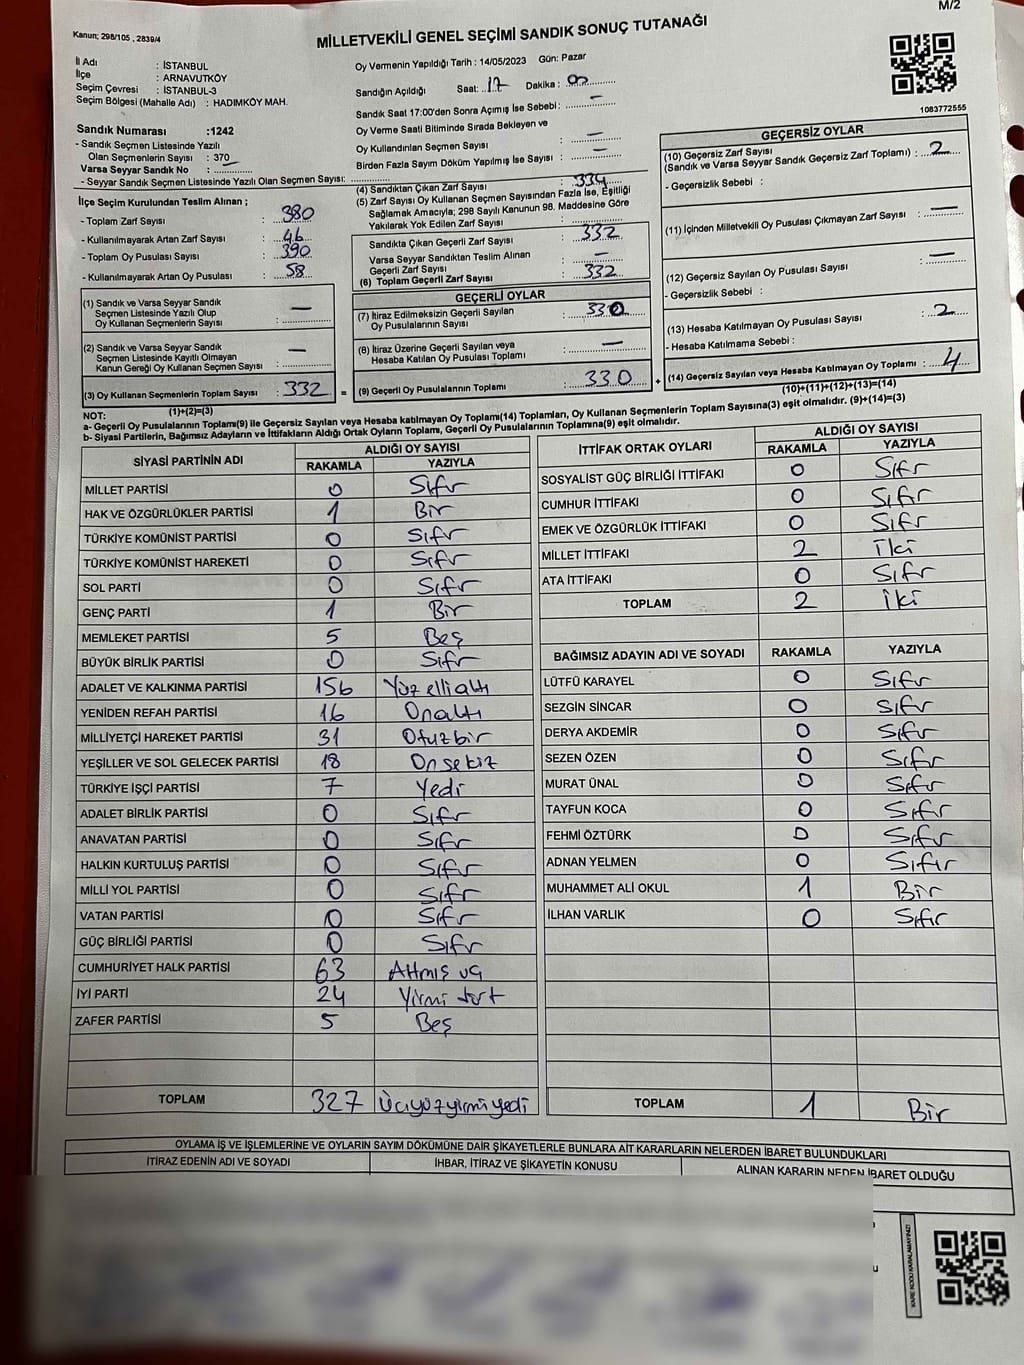 M/2
Kanun; 298/105 , 2839/4
MİLLETVEKİLİ GENEL SEÇİMİ SANDIK SONUÇ TUTANAĞI
İl Adı : İSTANBUL
İlçe : ARNAVUTKÖY
Seçim Çevresi : İSTANBUL-3
Seçim Bölgesi (Mahalle Adı) : HADIMKÖY MAH.
Sandık Numarası :1242
- Sandık Seçmen Listesinde Yazılı
Olan Seçmenlerin Sayısı : 370
Varsa Seyyar Sandık No :
- Seyyar Sandık Seçmen Listesinde Yazılı Olan Seçmen Sayısı:
Oy Vermenin Yapıldığı Tarih : 14/05/2023 Gün: Pazar
Sandığın Açıldığı Saat: 17 Dakika: 00
Sandık Saat 17:00'den Sonra Açmış İse Sebebi: —
Oy Verme Saati Bitiminde Sırada Bekleyen ve
Oy Kullandırılan Seçmen Sayısı : —
Birden Fazla Sayım Döküm Yapılmış İse Sayısı : —
1083772555
İlçe Seçim Kurulundan Teslim Alınan ;
- Toplam Zarf Sayısı : 380
- Kullanılmayarak Artan Zarf Sayısı : 46
- Toplam Oy Pusulası Sayısı : 390
- Kullanılmayarak Artan Oy Pusulası : 58
(1) Sandık ve Varsa Seyyar Sandık
Seçmen Listesinde Yazılı Olup
Oy Kullanan Seçmenlerin Sayısı : —
(2) Sandık ve Varsa Seyyar Sandık
Seçmen Listesinde Kayıtlı Olmayan
Kanun Gereği Oy Kullanan Seçmen Sayısı : —
(3) Oy Kullanan Seçmenlerin Toplam Sayısı : 332 =
(1)+(2)=(3)
(4) Sandıktan Çıkan Zarf Sayısı : 334
(5) Zarf Sayısı Oy Kullanan Seçmen Sayısından Fazla İse, Eşitliği
Sağlamak Amacıyla; 298 Sayılı Kanunun 98. Maddesine Göre
Yakılarak Yok Edilen Zarf Sayısı :
Sandıkta Çıkan Geçerli Zarf Sayısı : 332
Varsa Seyyar Sandıktan Teslim Alınan
Geçerli Zarf Sayısı : —
(6) Toplam Geçerli Zarf Sayısı : 332
GEÇERLİ OYLAR
(7) İtiraz Edilmeksizin Geçerli Sayılan
Oy Pusulalarının Sayısı : 330
(8) İtiraz Üzerine Geçerli Sayılan veya
Hesaba Katılan Oy Pusulası Toplamı : —
(9) Geçerli Oy Pusulalarının Toplamı : 330 +
GEÇERSİZ OYLAR
(10) Geçersiz Zarf Sayısı
(Sandık ve Varsa Seyyar Sandık Geçersiz Zarf Toplamı) : 2
- Geçersizlik Sebebi :
(11) İçinden Milletvekili Oy Pusulası Çıkmayan Zarf Sayısı : —
(12) Geçersiz Sayılan Oy Pusulası Sayısı : —
- Geçersizlik Sebebi :
(13) Hesaba Katılmayan Oy Pusulası Sayısı : 2
- Hesaba Katılmama Sebebi :
(14) Geçersiz Sayılan veya Hesaba Katılmayan Oy Toplamı : 4
(10)+(11)+(12)+(13)=(14)
NOT:
a- Geçerli Oy Pusulalarının Toplamı(9) ile Geçersiz Sayılan veya Hesaba katılmayan Oy Toplamı(14) Toplamları, Oy Kullanan Seçmenlerin Toplam Sayısına(3) eşit olmalıdır. (9)+(14)=(3)
b- Siyasi Partilerin, Bağımsız Adayların ve İttifakların Aldığı Ortak Oyların Toplamı, Geçerli Oy Pusulalarının Toplamına(9) eşit olmalıdır.
SİYASİ PARTİNİN ADI ALDIĞI OY SAYISI
RAKAMLA YAZIYLA
MİLLET PARTİSİ 0 Sıfır
HAK VE ÖZGÜRLÜKLER PARTİSİ 1 Bir
TÜRKİYE KOMÜNİST PARTİSİ 0 Sıfır
TÜRKİYE KOMÜNİST HAREKETİ 0 Sıfır
SOL PARTİ 0 Sıfır
GENÇ PARTİ 1 Bir
MEMLEKET PARTİSİ 5 Beş
BÜYÜK BİRLİK PARTİSİ 0 Sıfır
ADALET VE KALKINMA PARTİSİ 156 Yüz elli altı
YENİDEN REFAH PARTİSİ 16 Onaltı
MİLLİYETÇİ HAREKET PARTİSİ 31 Otuzbir
YEŞİLLER VE SOL GELECEK PARTİSİ 18 Onsekiz
TÜRKİYE İŞÇİ PARTİSİ 7 Yedi
ADALET BİRLİK PARTİSİ 0 Sıfır
ANAVATAN PARTİSİ 0 Sıfır
HALKIN KURTULUŞ PARTİSİ 0 Sıfır
MİLLİ YOL PARTİSİ 0 Sıfır
VATAN PARTİSİ 0 Sıfır
GÜÇ BİRLİĞİ PARTİSİ 0 Sıfır
CUMHURİYET HALK PARTİSİ 63 Altmış üç
İYİ PARTİ 24 Yirmi dört
ZAFER PARTİSİ 5 Beş
TOPLAM 327 Üçyüzyirmiyedi
İTTİFAK ORTAK OYLARI ALDIĞI OY SAYISI
RAKAMLA YAZIYLA
SOSYALİST GÜÇ BİRLİĞİ İTTİFAKI 0 Sıfır
CUMHUR İTTİFAKI 0 Sıfır
EMEK VE ÖZGÜRLÜK İTTİFAKI 0 Sıfır
MİLLET İTTİFAKI 2 İki
ATA İTTİFAKI 0 Sıfır
TOPLAM 2 İki
BAĞIMSIZ ADAYIN ADI VE SOYADI RAKAMLA YAZIYLA
LÜTFÜ KARAYEL 0 Sıfır
SEZGİN SİNCAR 0 Sıfır
DERYA AKDEMİR 0 Sıfır
SEZEN ÖZEN 0 Sıfır
MURAT ÜNAL 0 Sıfır
TAYFUN KOCA 0 Sıfır
FEHMİ ÖZTÜRK 0 Sıfır
ADNAN YELMEN 0 Sıfır
MUHAMMET ALİ OKUL 1 Bir
İLHAN VARLIK 0 Sıfır
TOPLAM 1 Bir
OYLAMA İŞ VE İŞLEMLERİNE VE OYLARIN SAYIM DÖKÜMÜNE DAİR ŞİKAYETLERLE BUNLARA AİT KARARLARIN NELERDEN İBARET BULUNDUKLARI
İTİRAZ EDENİN ADI VE SOYADI İHBAR, İTİRAZ VE ŞİKAYETİN KONUSU ALINAN KARARIN NEDEN İBARET OLDUĞU
KARE KODU KARALAMAYINIZ!